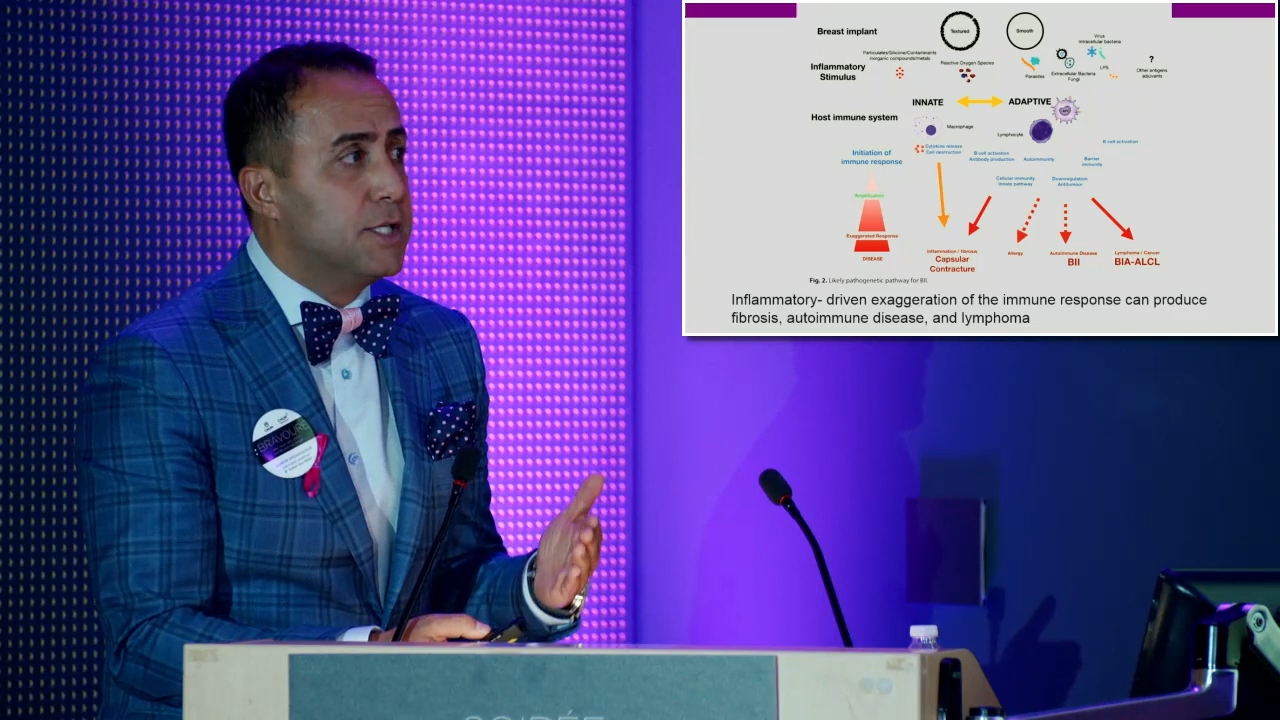 Breast implant
Textured
Smooth
Virus
Intracellular bacteria
Particulates/Silicone/Contaminants
inorganic compounds/metals
Reactive Oxygen Species
Inflammatory
Stimulus
Parasites
Extracellular Bacteria
Fungi
LPS
?
Other antigens
adjuvants
INNATE
ADAPTIVE
Host immune system
Macrophage
Lymphocyte
Initiation of
immune response
Cytokine release
Cell destruction
B cell activation
Antibody production
Autoimmunity
Barrier
immunity
B cell activation
Cellular immunity
Innate pathway
Downregulation
Antitumour
Amplification
Exaggerated Response
DISEASE
Inflammation / fibrosis
Capsular
Contracture
Allergy
Autoimmune Disease
BII
Lymphoma / Cancer
BIA-ALCL
Fig. 2. Likely pathogenetic pathway for BII.
Inflammatory- driven exaggeration of the immune response can produce
fibrosis, autoimmune disease, and lymphoma
BRAVOURE
SOIRÉE